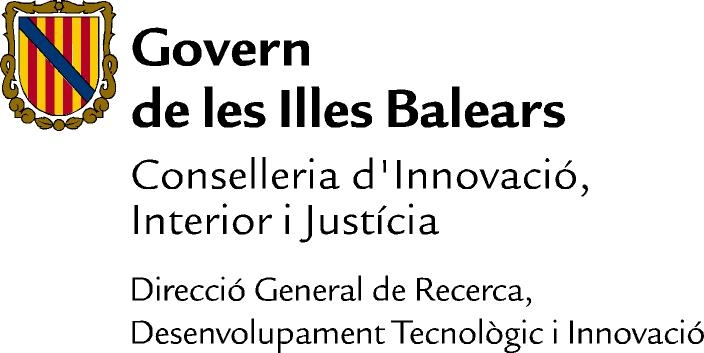 Govern
de les Illes Balears
Conselleria d'Innovació,
Interior i Justícia
Direcció General de Recerca,
Desenvolupament Tecnològic i Innovació